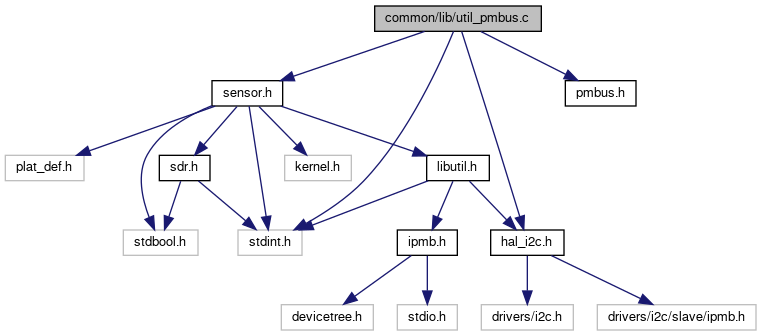 common/lib/util_pmbus.c
sensor.h
pmbus.h
plat_def.h
sdr.h
kernel.h
libutil.h
stdbool.h
stdint.h
ipmb.h
hal_i2c.h
devicetree.h
stdio.h
drivers/i2c.h
drivers/i2c/slave/ipmb.h